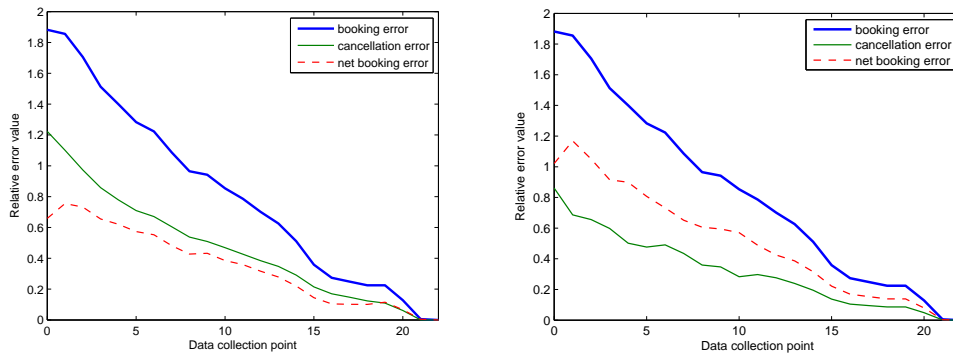 2
1.8
1.6
1.4
1.2
1
0.8
0.6
0.4
0.2
0
Relative error value
0 5 10 15 20
Data collection point
booking error
cancellation error
net booking error
2
1.8
1.6
1.4
1.2
1
0.8
0.6
0.4
0.2
0
Relative error value
0 5 10 15 20
Data collection point
booking error
cancellation error
net booking error